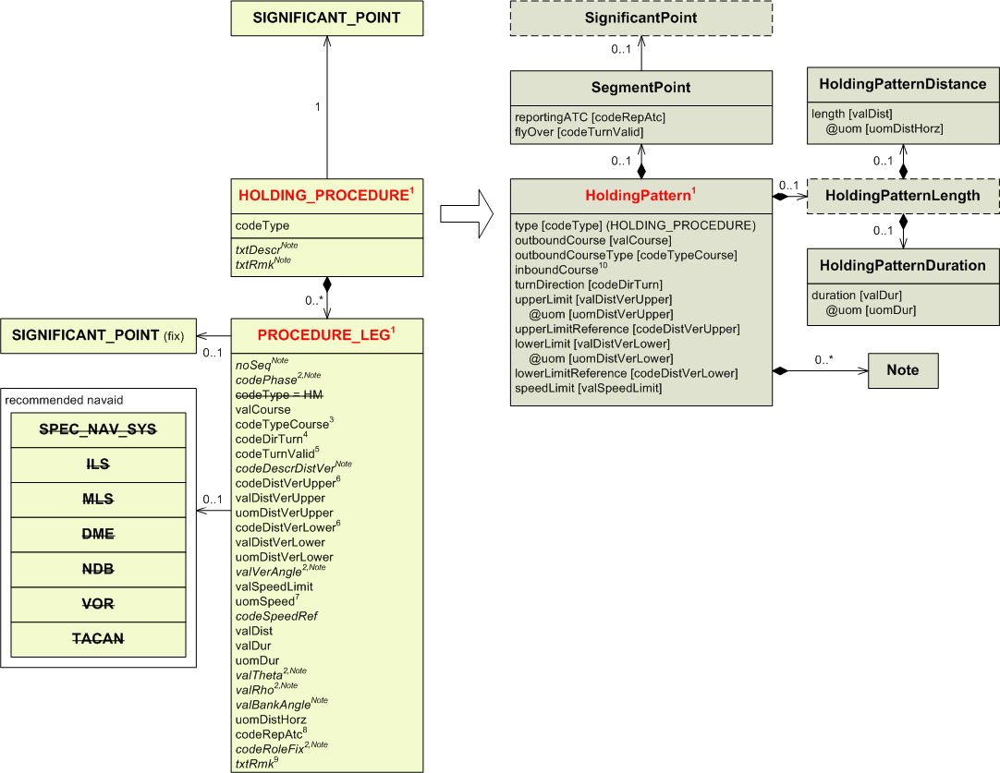 SIGNIFICANT_POINT
1
HOLDING_PROCEDURE1
codeType
txtDescrNote
txtRmkNote
0..*
SIGNIFICANT_POINT (fix)
0..1
recommended navaid
SPEC_NAV_SYS
ILS
MLS
DME
NDB
VOR
TACAN
0..1
PROCEDURE_LEG1
noSeqNote
codePhase2,Note
codeType = HM
valCourse
codeTypeCourse3
codeDirTurn4
codeTurnValid5
codeDescrDistVerNote
codeDistVerUpper6
valDistVerUpper
uomDistVerUpper
codeDistVerLower6
valDistVerLower
uomDistVerLower
valVerAngle2,Note
valSpeedLimit
uomSpeed7
codeSpeedRef
valDist
valDur
uomDur
valTheta2,Note
valRho2,Note
valBankAngleNote
uomDistHorz
codeRepAtc8
codeRoleFix2,Note
txtRmk9
SignificantPoint
0..1
SegmentPoint
reportingATC [codeRepAtc]
flyOver [codeTurnValid]
0..1
HoldingPattern1
type [codeType] (HOLDING_PROCEDURE)
outboundCourse [valCourse]
outboundCourseType [codeTypeCourse]
inboundCourse10
turnDirection [codeDirTurn]
upperLimit [valDistVerUpper]
@uom [uomDistVerUpper]
upperLimitReference [codeDistVerUpper]
lowerLimit [valDistVerLower]
@uom [uomDistVerLower]
lowerLimitReference [codeDistVerLower]
speedLimit [valSpeedLimit]
HoldingPatternDistance
length [valDist]
@uom [uomDistHorz]
0..1
0..1
HoldingPatternLength
0..1
HoldingPatternDuration
duration [valDur]
@uom [uomDur]
0..*
Note